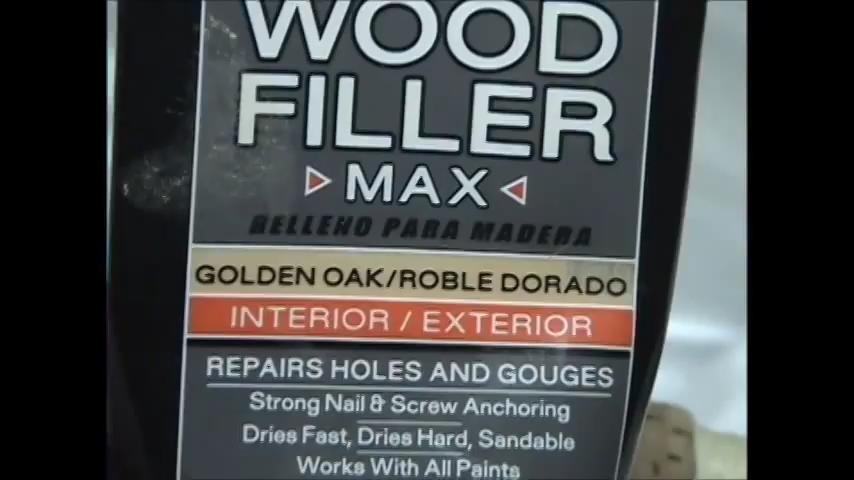 WOOD
FILLER
MAX
RELLENO PARA MADERA
GOLDEN OAK/ROBLE DORADO
INTERIOR / EXTERIOR
REPAIRS HOLES AND GOUGES
Strong Nail & Screw Anchoring
Dries Fast, Dries Hard, Sandable
Works With All Paints